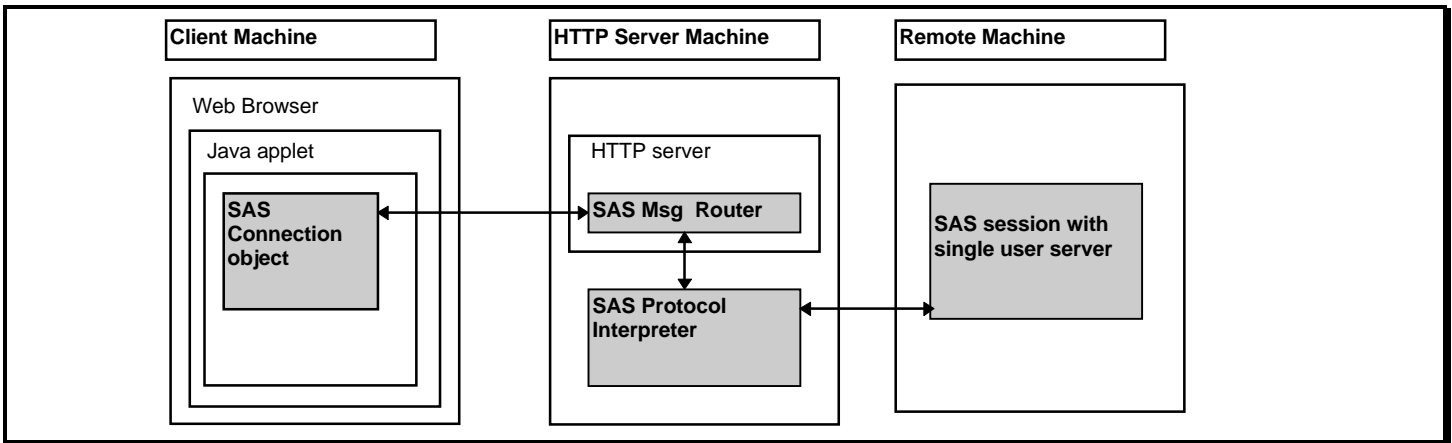 Client Machine
HTTP Server Machine
Remote Machine
Web Browser
Java applet
SAS
Connection
object
HTTP server
SAS Msg Router
SAS Protocol
Interpreter
SAS session with
single user server